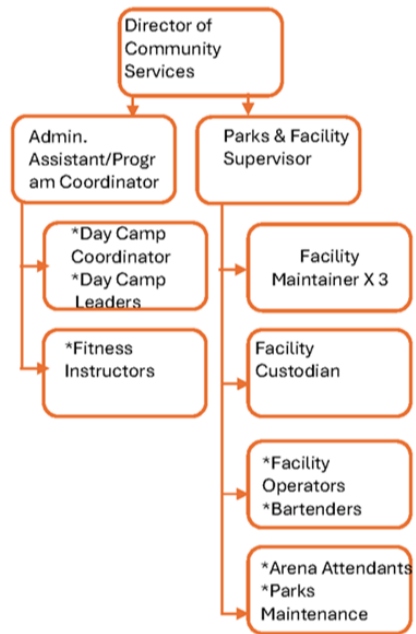 Director of
Community
Services
Admin.
Assistant/Progr
am Coordinator
Parks & Facility
Supervisor
*Day Camp
Coordinator
*Day Camp
Leaders
*Fitness
Instructors
Facility
Maintainer X 3
Facility
Custodian
*Facility
Operators
*Bartenders
*Arena Attendants
*Parks
Maintenance